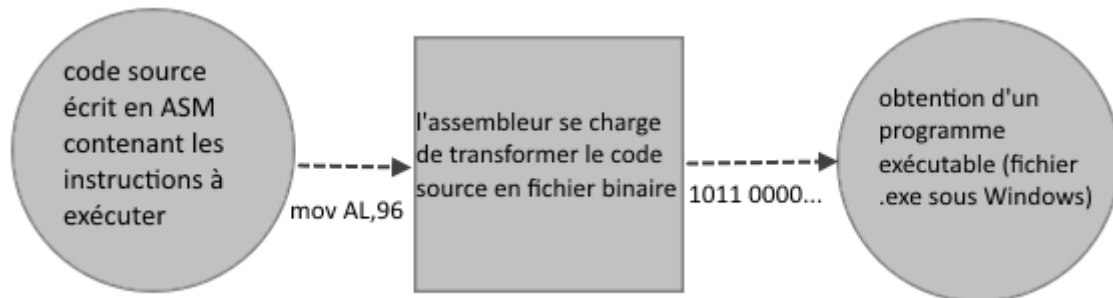 code source
écrit en ASM
contenant les
instructions à
exécuter
mov AL,96
l'assembleur se charge
de transformer le code
source en fichier binaire
1011 0000...
obtention d'un
programme
exécutable (fichier
.exe sous Windows)